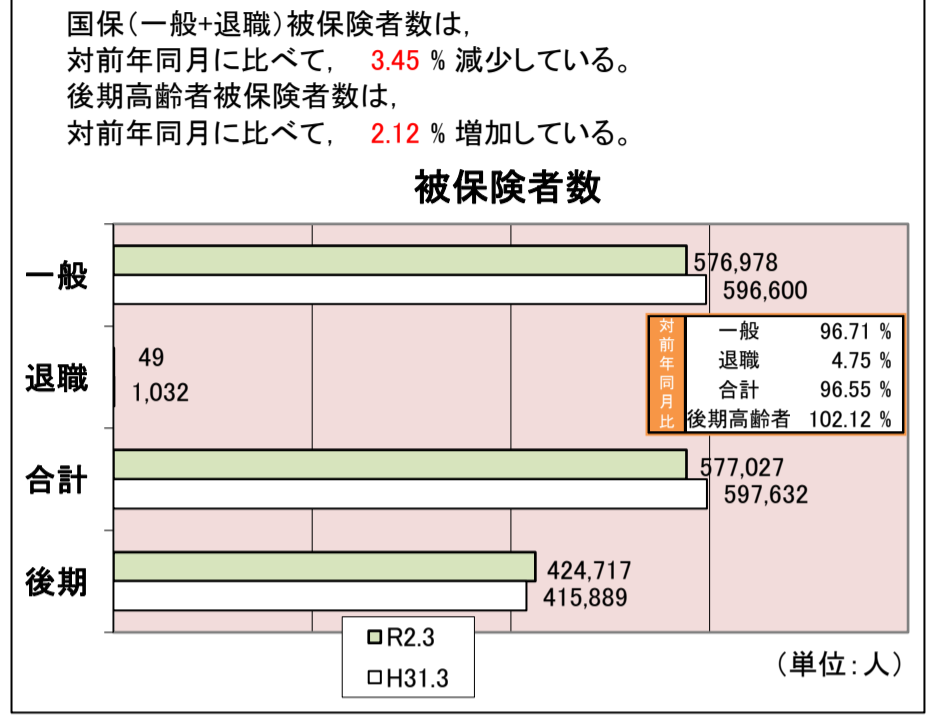 国保(一般+退職)被保険者数は,
対前年同月に比べて, 3.45 % 減少している。
後期高齢者被保険者数は,
対前年同月に比べて, 2.12 % 増加している。
被保険者数
一般
576,978
596,600
対前年同月比
一般 96.71 %
退職 4.75 %
合計 96.55 %
後期高齢者 102.12 %
退職
49
1,032
合計
577,027
597,632
後期
424,717
415,889
R2.3
H31.3
(単位:人)